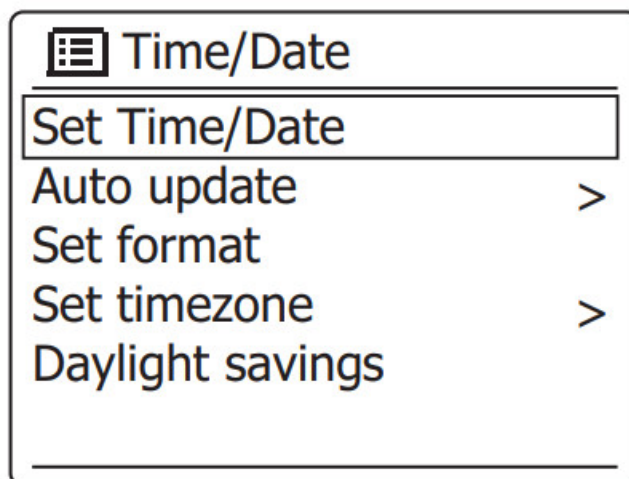 Time/Date
Set Time/Date
Auto update >
Set format
Set timezone >
Daylight savings